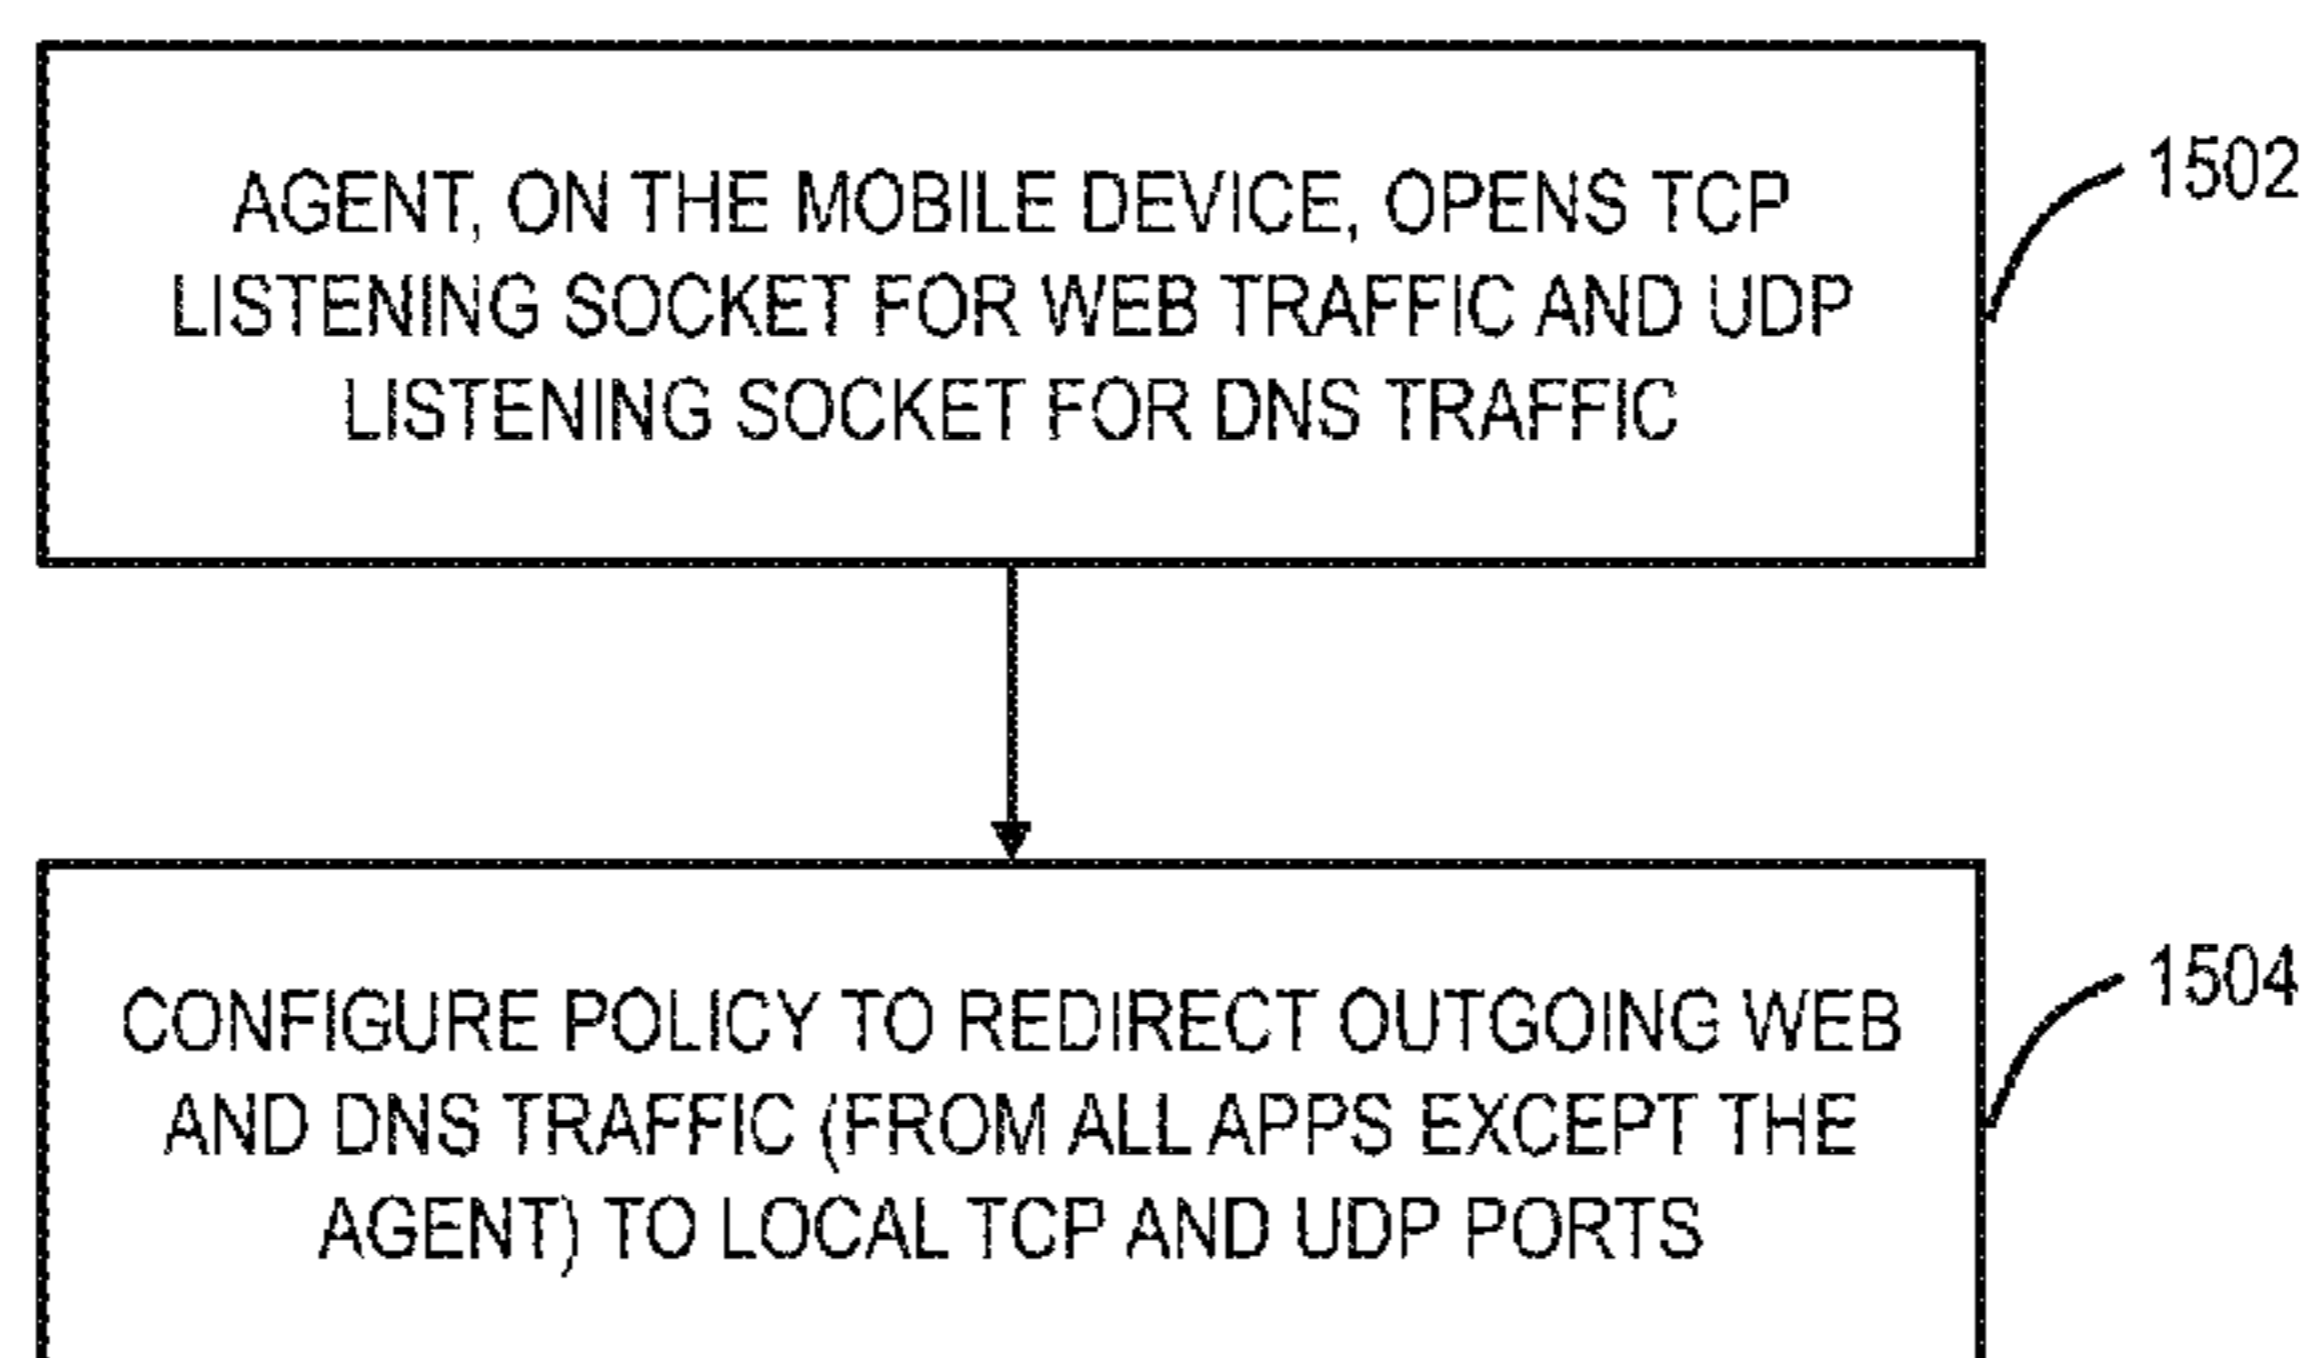 AGENT, ON THE MOBILE DEVICE, OPENS TCP
LISTENING SOCKET FOR WEB TRAFFIC AND UDP
LISTENING SOCKET FOR DNS TRAFFIC
1502
CONFIGURE POLICY TO REDIRECT OUTGOING WEB
AND DNS TRAFFIC (FROM ALL APPS EXCEPT THE
AGENT) TO LOCAL TCP AND UDP PORTS
1504